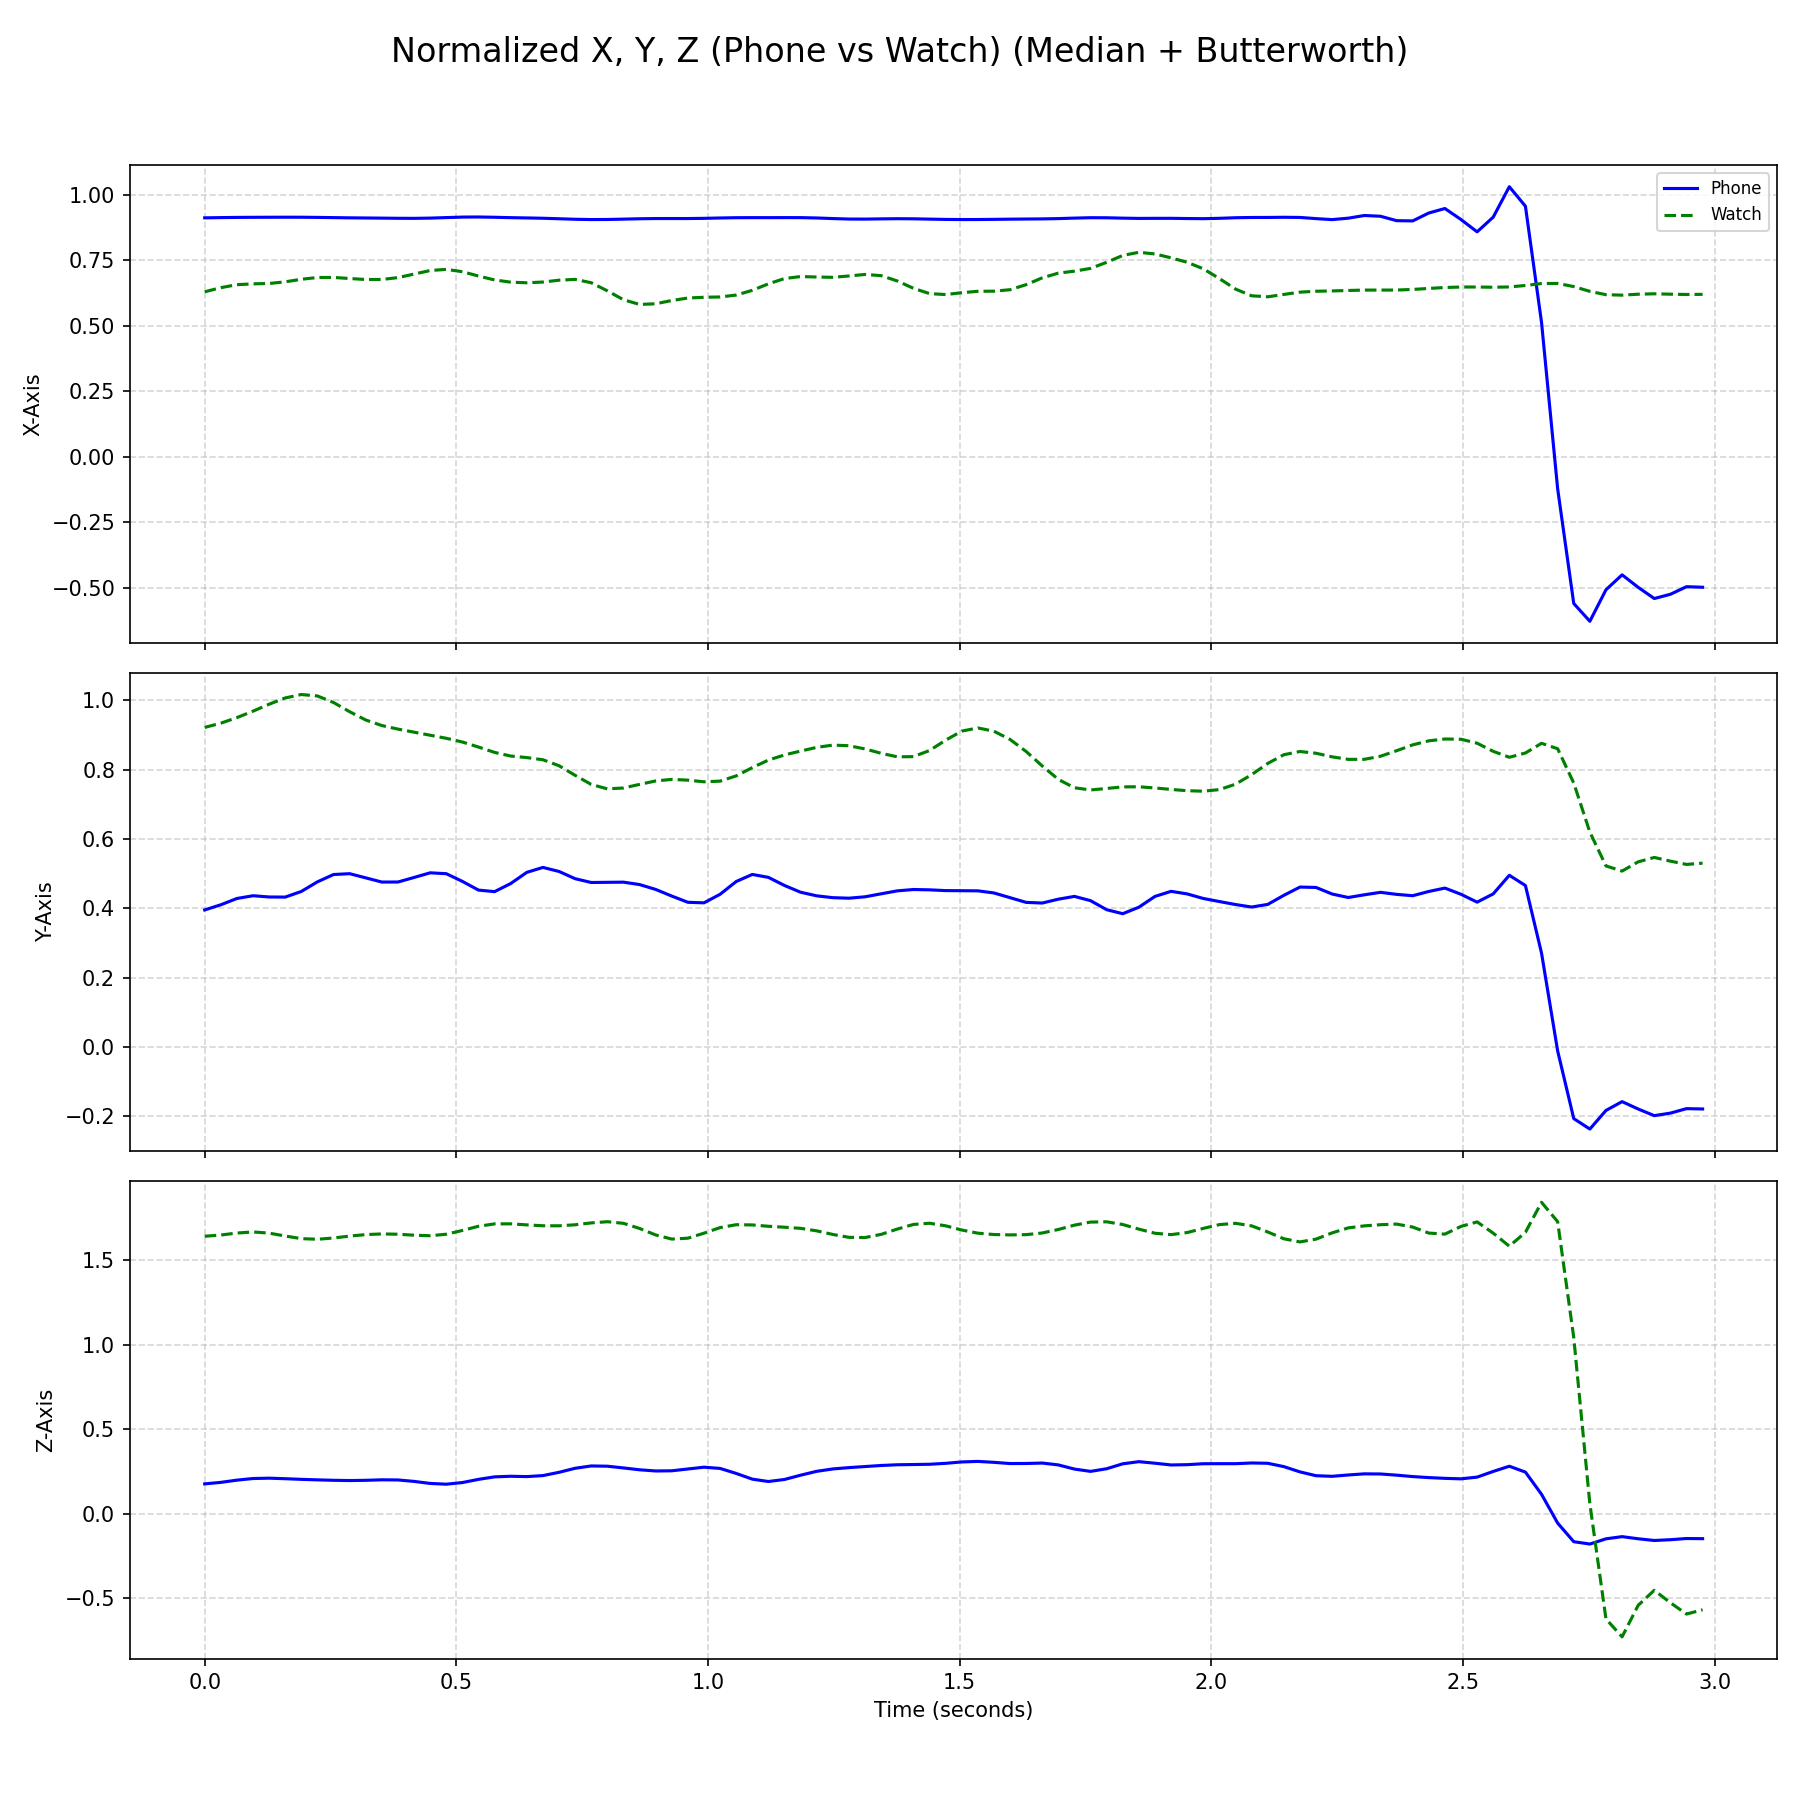 Normalized X, Y, Z (Phone vs Watch) (Median + Butterworth)
Phone
Watch
1.00
0.75
0.50
0.25
0.00
−0.25
−0.50
X-Axis
1.0
0.8
0.6
0.4
0.2
0.0
−0.2
Y-Axis
1.5
1.0
0.5
0.0
−0.5
Z-Axis
0.0 0.5 1.0 1.5 2.0 2.5 3.0
Time (seconds)